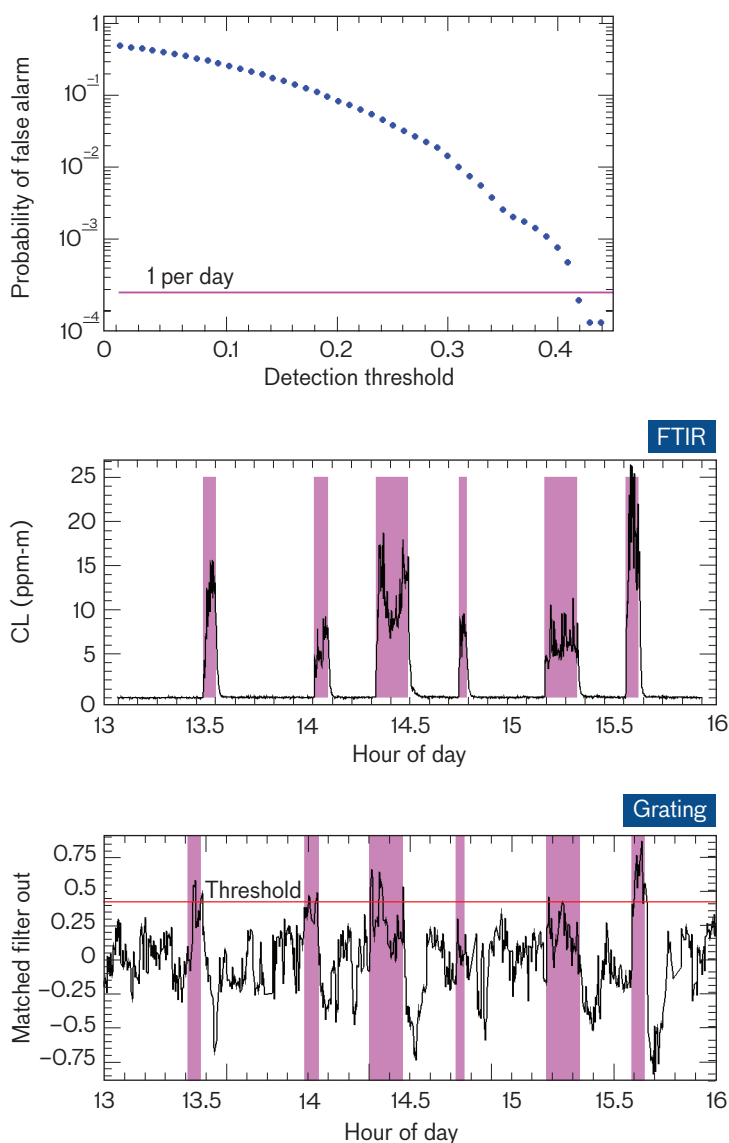 1
10⁻¹
10⁻²
10⁻³
10⁻⁴
Probability of false alarm
1 per day
0 0.1 0.2 0.3 0.4
Detection threshold
FTIR
25
20
15
10
5
0
CL (ppm-m)
13 13.5 14 14.5 15 15.5 16
Hour of day
Grating
0.75
0.5
0.25
0
−0.25
−0.5
−0.75
Matched filter out
Threshold
13 13.5 14 14.5 15 15.5 16
Hour of day